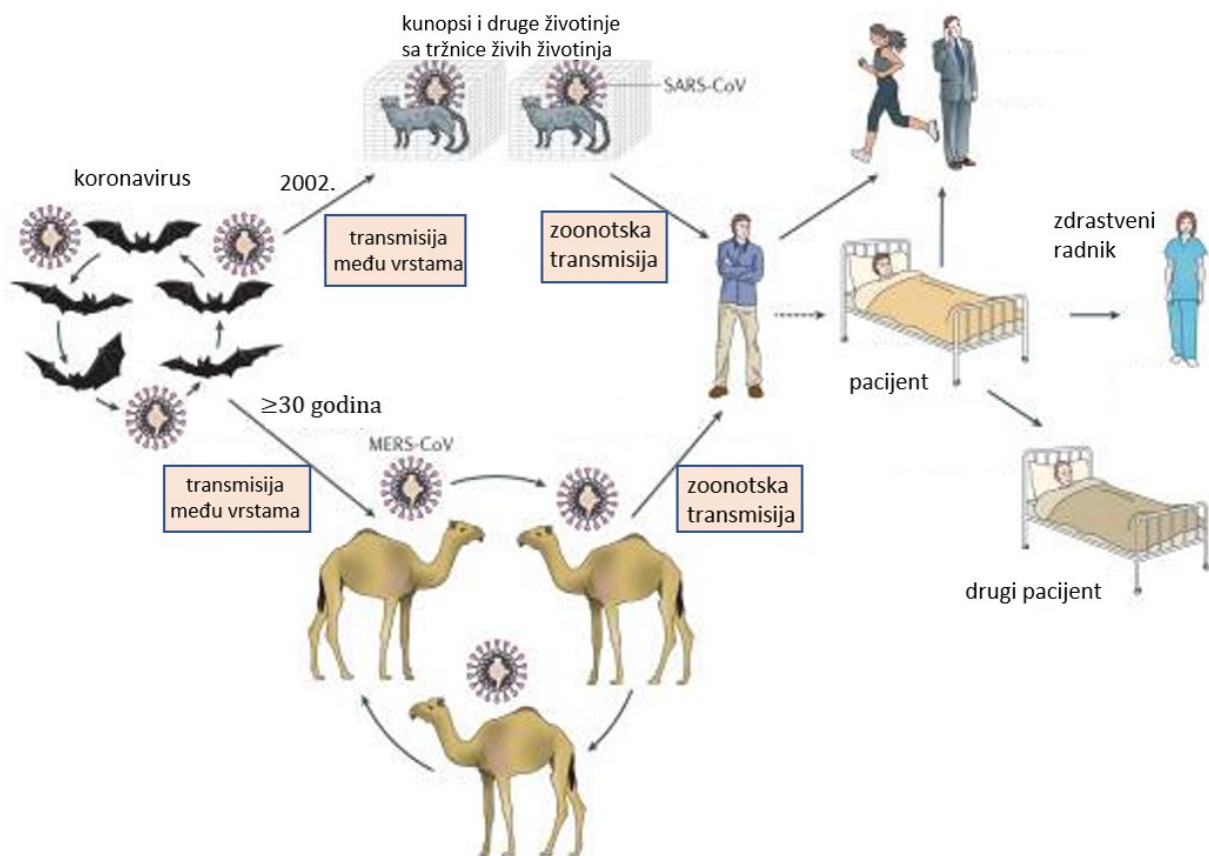 kunopsi i druge životinje
sa tržnice živih životinja
SARS-CoV
koronavirus
2002.
transmisija
među vrstama
zoonotska
transmisija
zdrastveni
radnik
pacijent
≥30 godina
MERS-CoV
transmisija
među vrstama
zoonotska
transmisija
drugi pacijent